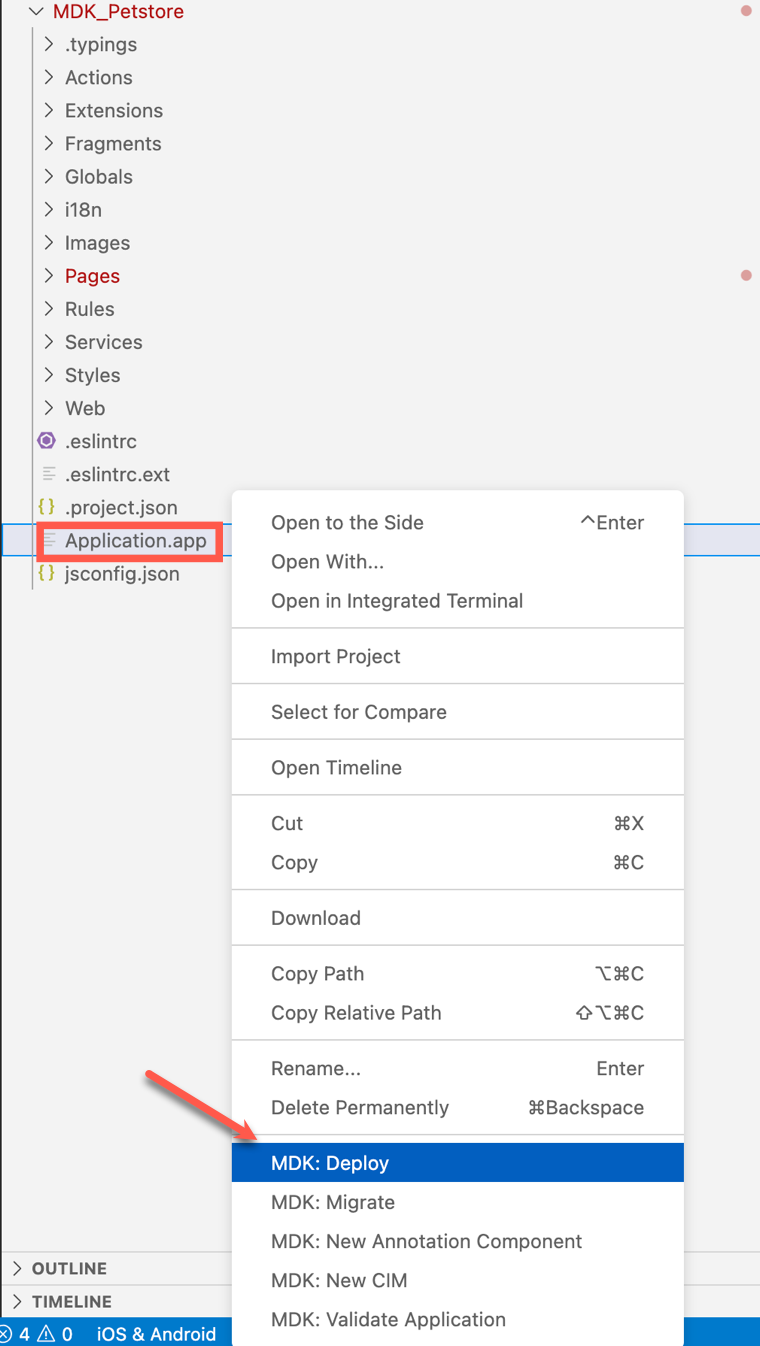 MDK_Petstore
.typings
Actions
Extensions
Fragments
Globals
i18n
Images
Pages
Rules
Services
Styles
Web
.eslintrc
.eslintrc.ext
.project.json
Application.app
jsconfig.json
Open to the Side ^Enter
Open With...
Open in Integrated Terminal
Import Project
Select for Compare
Open Timeline
Cut ⌘X
Copy ⌘C
Download
Copy Path ⌥⌘C
Copy Relative Path ⇧⌥⌘C
Rename... Enter
Delete Permanently ⌘Backspace
MDK: Deploy
MDK: Migrate
MDK: New Annotation Component
MDK: New CIM
MDK: Validate Application
OUTLINE
TIMELINE
4 0 iOS & Android